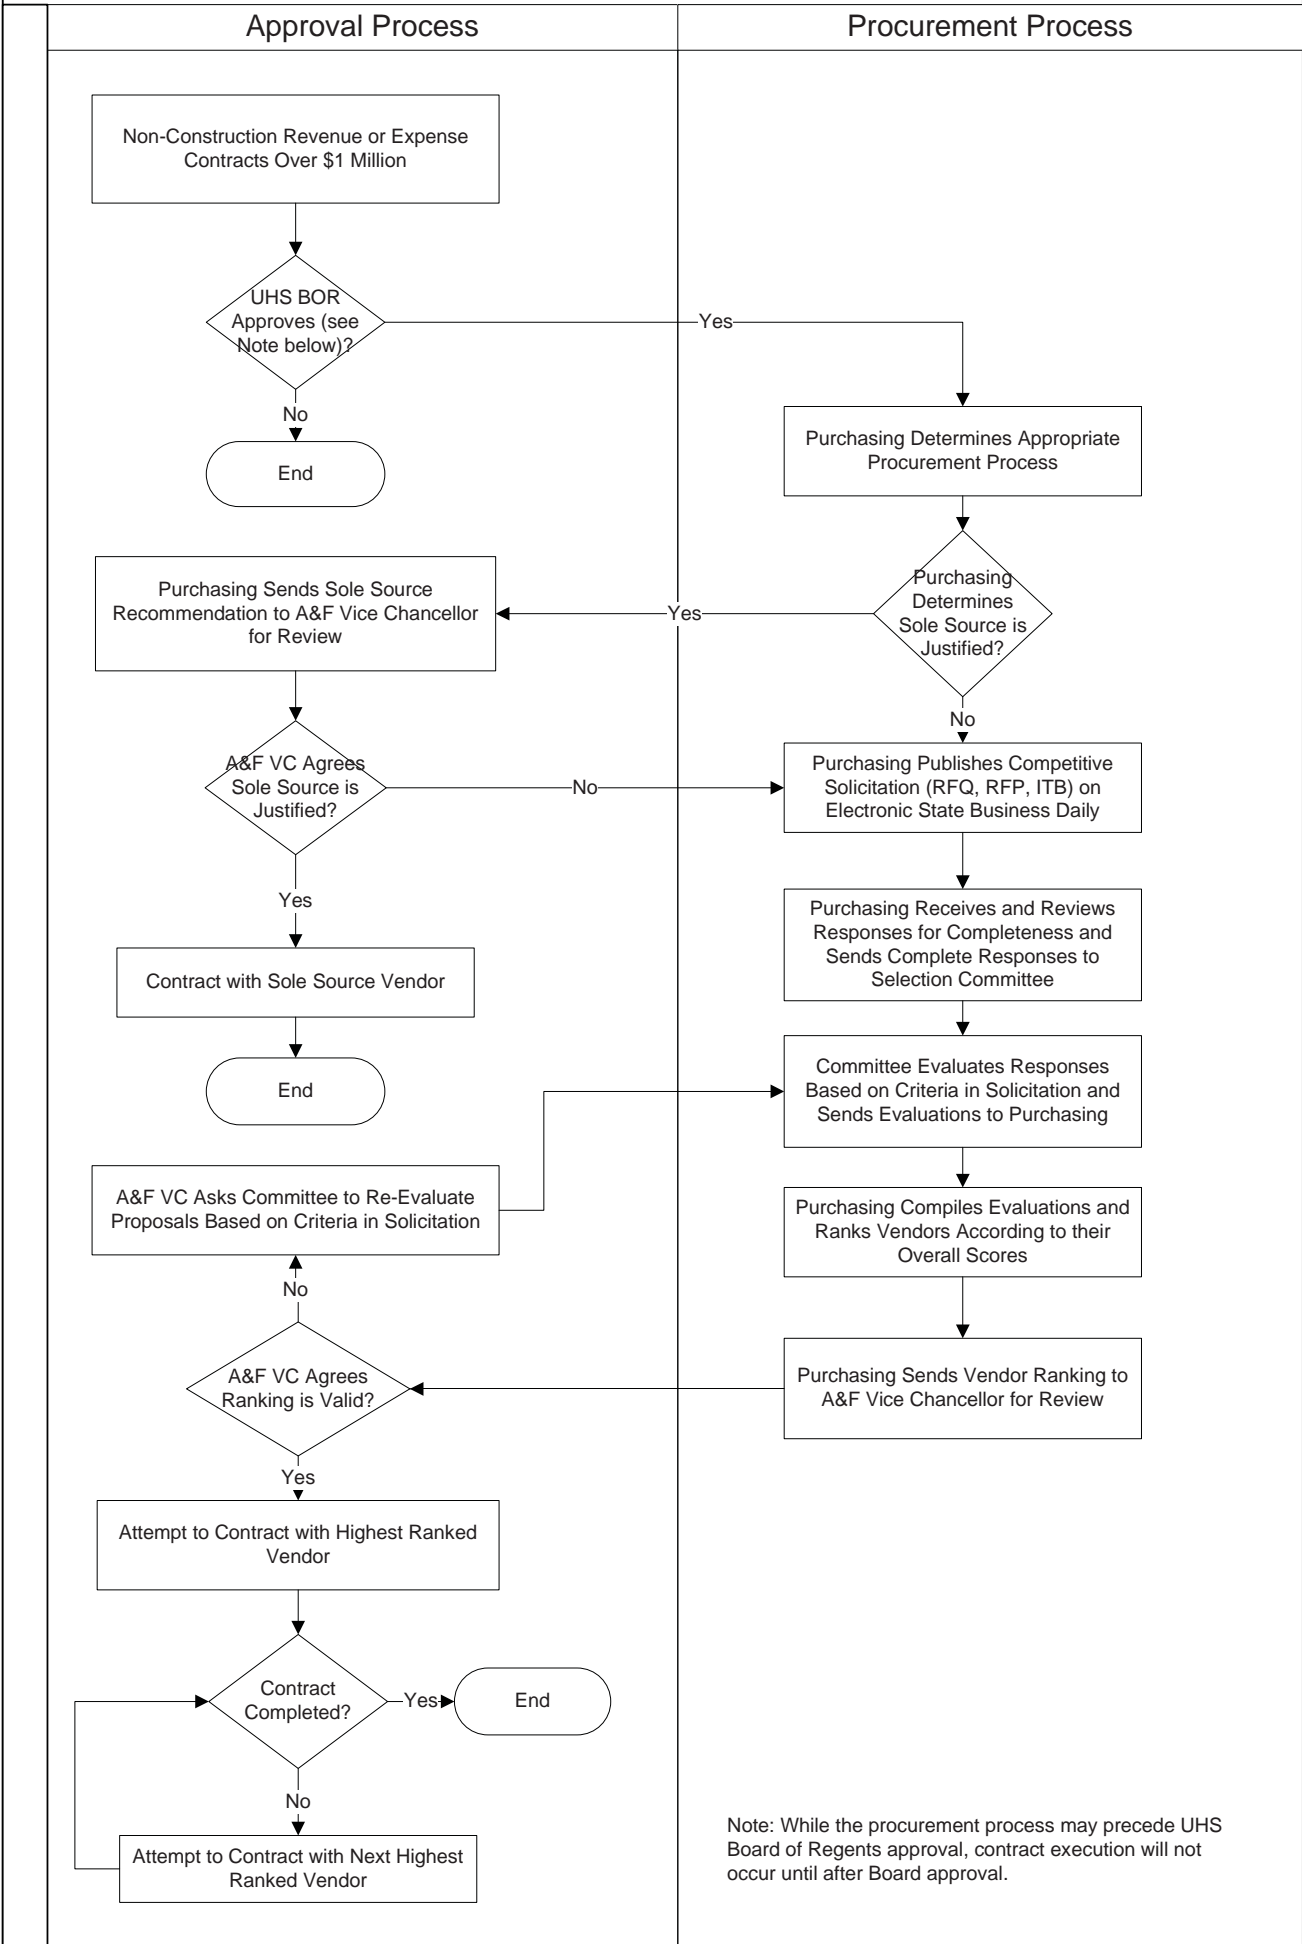 Approval Process
Procurement Process
Non-Construction Revenue or Expense
Contracts Over $1 Million
UHS BOR
Approves (see
Note below)?
Yes
No
End
Purchasing Determines Appropriate
Procurement Process
Purchasing
Determines
Sole Source is
Justified?
Yes
No
Purchasing Sends Sole Source
Recommendation to A&F Vice Chancellor
for Review
A&F VC Agrees
Sole Source is
Justified?
No
Yes
Contract with Sole Source Vendor
End
Purchasing Publishes Competitive
Solicitation (RFQ, RFP, ITB) on
Electronic State Business Daily
Purchasing Receives and Reviews
Responses for Completeness and
Sends Complete Responses to
Selection Committee
Committee Evaluates Responses
Based on Criteria in Solicitation and
Sends Evaluations to Purchasing
Purchasing Compiles Evaluations and
Ranks Vendors According to their
Overall Scores
Purchasing Sends Vendor Ranking to
A&F Vice Chancellor for Review
A&F VC Asks Committee to Re-Evaluate
Proposals Based on Criteria in Solicitation
No
A&F VC Agrees
Ranking is Valid?
Yes
Attempt to Contract with Highest Ranked
Vendor
Contract
Completed?
Yes
End
No
Attempt to Contract with Next Highest
Ranked Vendor
Note: While the procurement process may precede UHS
Board of Regents approval, contract execution will not
occur until after Board approval.